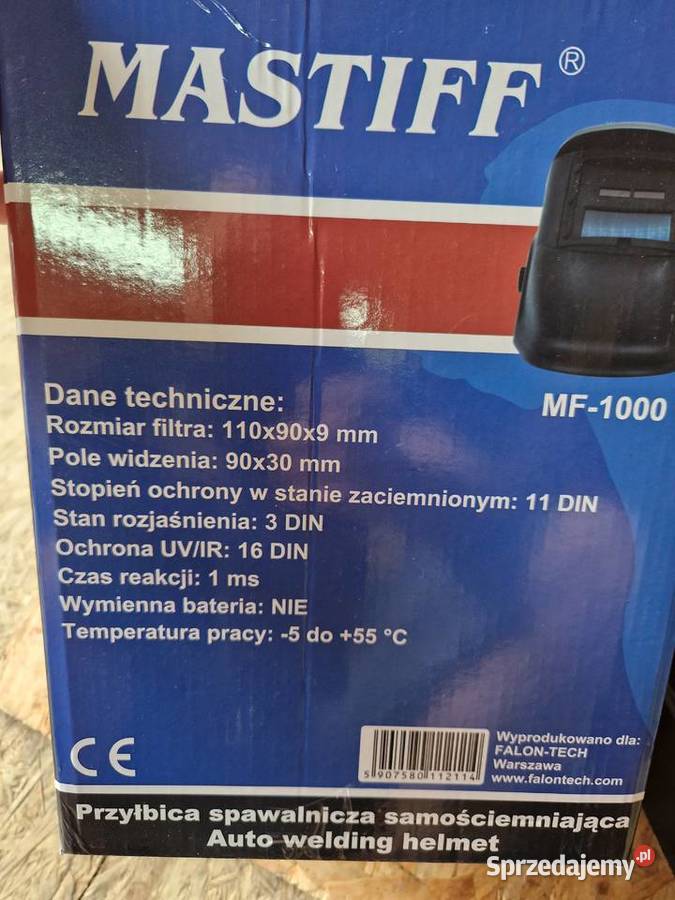 MASTIFF®
Dane techniczne:
MF-1000
Rozmiar filtra: 110x90x9 mm
Pole widzenia: 90x30 mm
Stopień ochrony w stanie zaciemnionym: 11 DIN
Stan rozjaśnienia: 3 DIN
Ochrona UV/IR: 16 DIN
Czas reakcji: 1 ms
Wymienna bateria: NIE
Temperatura pracy: -5 do +55 °C
CE
5 907580 112114
Wyprodukowano dla:
FALON-TECH
Warszawa
www.falontech.com
Przyłbica spawalnicza samościemniająca
Auto welding helmet
Sprzedajemy.pl